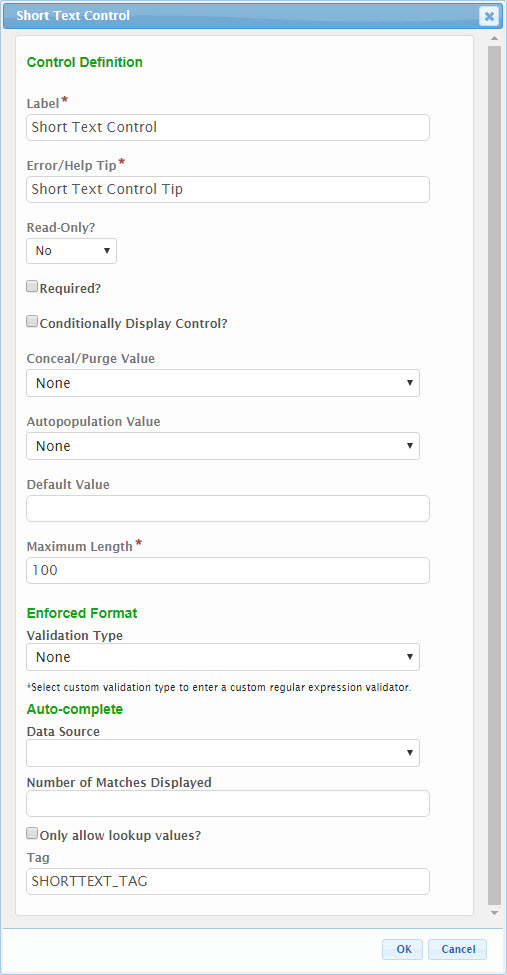 Short Text Control
Control Definition
Label*
Short Text Control
Error/Help Tip*
Short Text Control Tip
Read-Only?
No
Required?
Conditionally Display Control?
Conceal/Purge Value
None
Autopopulation Value
None
Default Value
Maximum Length*
100
Enforced Format
Validation Type
None
*Select custom validation type to enter a custom regular expression validator.
Auto-complete
Data Source
Number of Matches Displayed
Only allow lookup values?
Tag
SHORTTEXT_TAG
OK Cancel